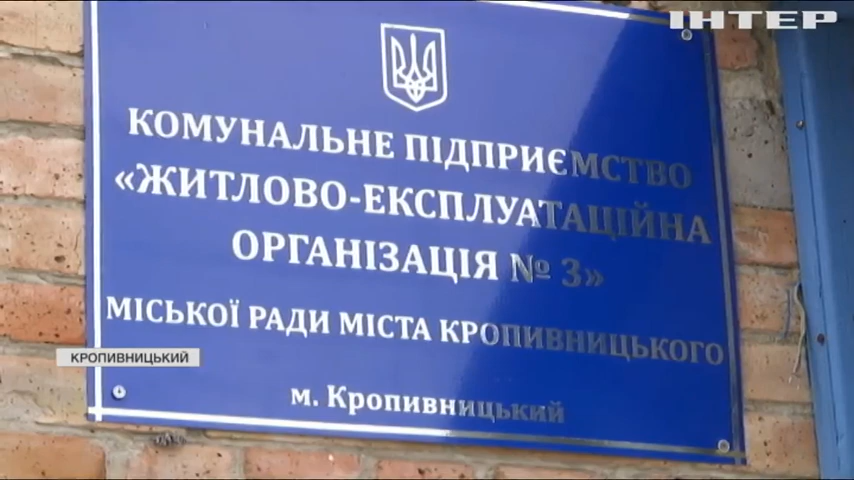 ІНТЕР
КОМУНАЛЬНЕ ПІДПРИЄМСТВО
«ЖИТЛОВО-ЕКСПЛУАТАЦІЙНА
ОРГАНІЗАЦІЯ № 3»
МІСЬКОЇ РАДИ МІСТА КРОПИВНИЦЬКОГО
КРОПИВНИЦЬКИЙ
м. Кропивницький